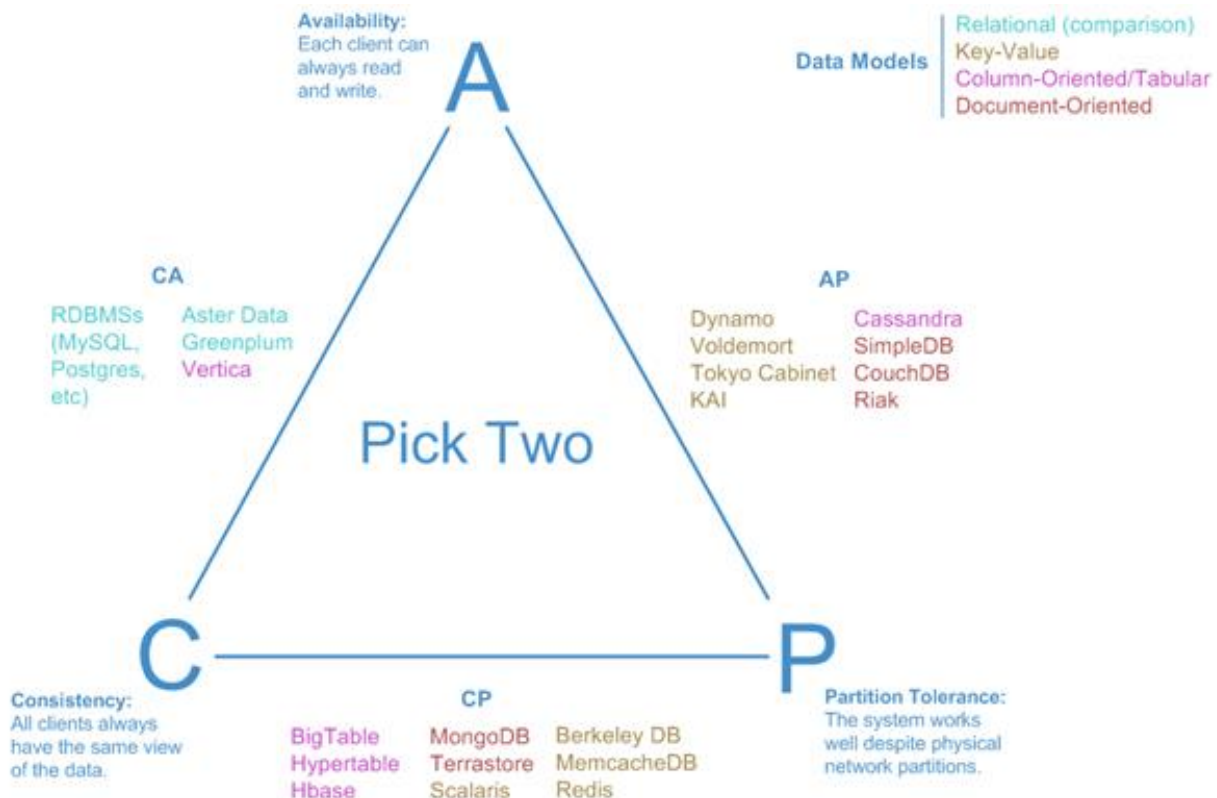 Availability:
Each client can
always read
and write.
A
Data Models
Relational (comparison)
Key-Value
Column-Oriented/Tabular
Document-Oriented
CA
RDBMSs
(MySQL,
Postgres,
etc)
Aster Data
Greenplum
Vertica
AP
Dynamo
Voldemort
Tokyo Cabinet
KAI
Cassandra
SimpleDB
CouchDB
Riak
Pick Two
C
Consistency:
All clients always
have the same view
of the data.
CP
BigTable
Hypertable
Hbase
MongoDB
Terrastore
Scalaris
Berkeley DB
MemcacheDB
Redis
P
Partition Tolerance:
The system works
well despite physical
network partitions.